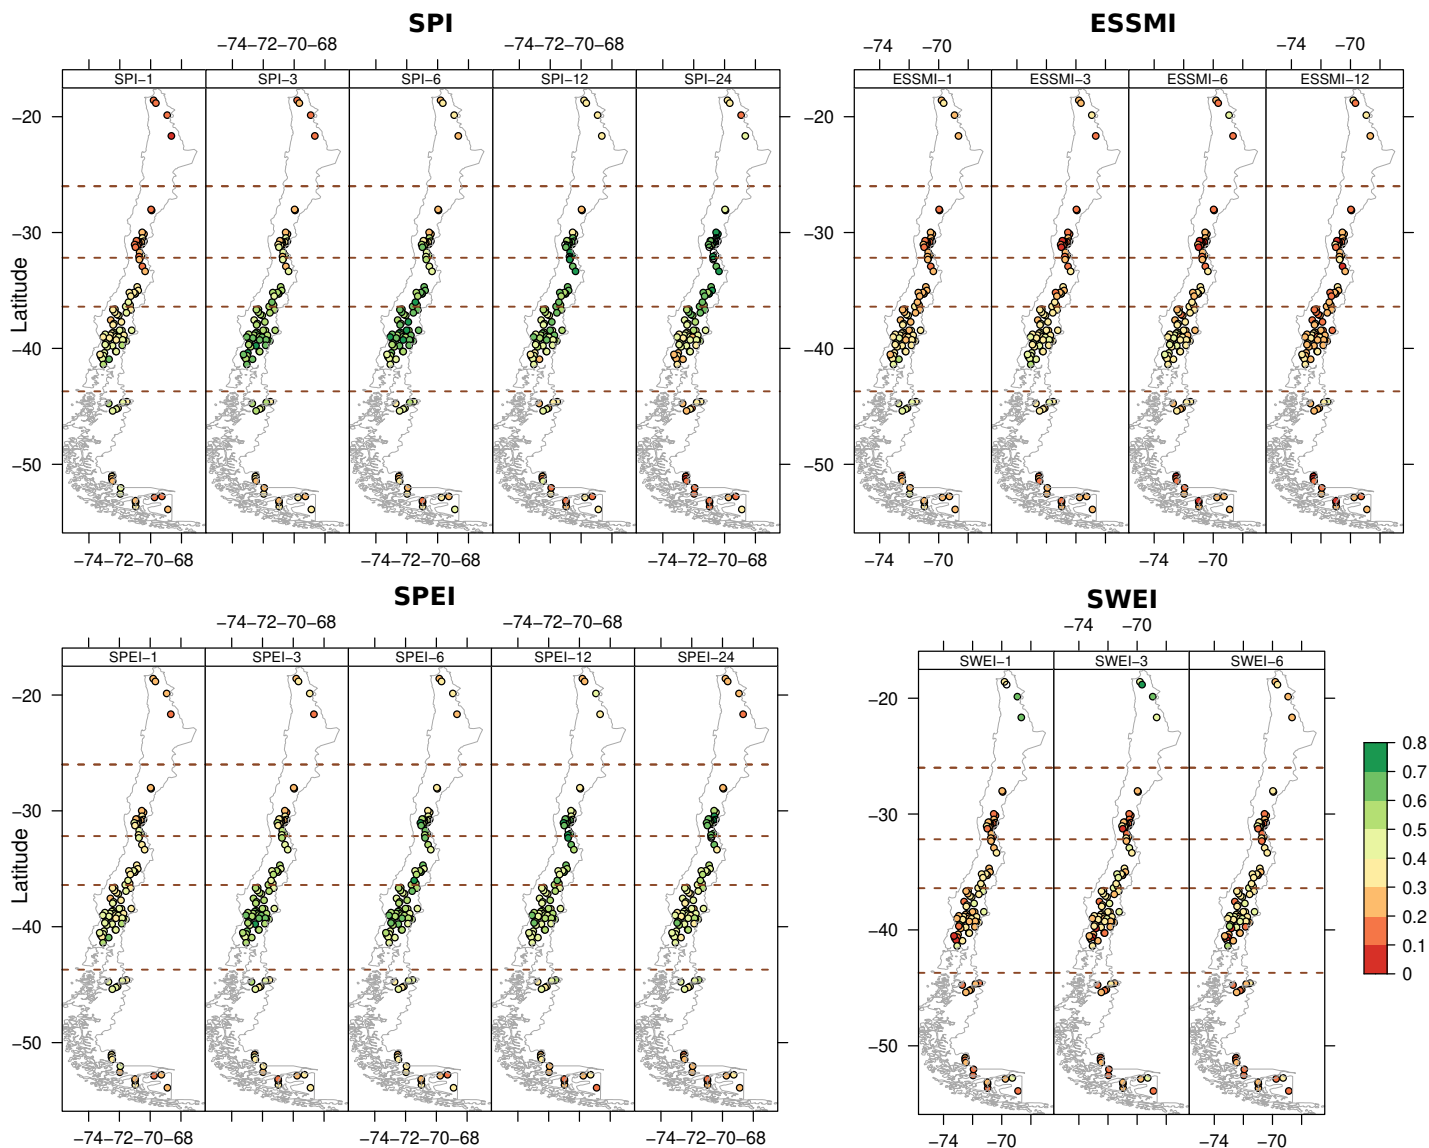 SPI
ESSMI
−74−72−70−68
−74−72−70−68
−74
−70
−74
−70
SPI−1
SPI−3
SPI−6
SPI−12
SPI−24
ESSMI−1
ESSMI−3
ESSMI−6
ESSMI−12
Latitude
−20
−30
−40
−50
−20
−30
−40
−50
−74−72−70−68
−74−72−70−68
−74−72−70−68
−74
−70
−74
−70
SPEI
SWEI
−74−72−70−68
−74−72−70−68
−74
−70
SPEI−1
SPEI−3
SPEI−6
SPEI−12
SPEI−24
SWEI−1
SWEI−3
SWEI−6
Latitude
−20
−30
−40
−50
−20
−30
−40
−50
0.8
0.7
0.6
0.5
0.4
0.3
0.2
0.1
0
−74−72−70−68
−74−72−70−68
−74−72−70−68
−74
−70
−74
−70